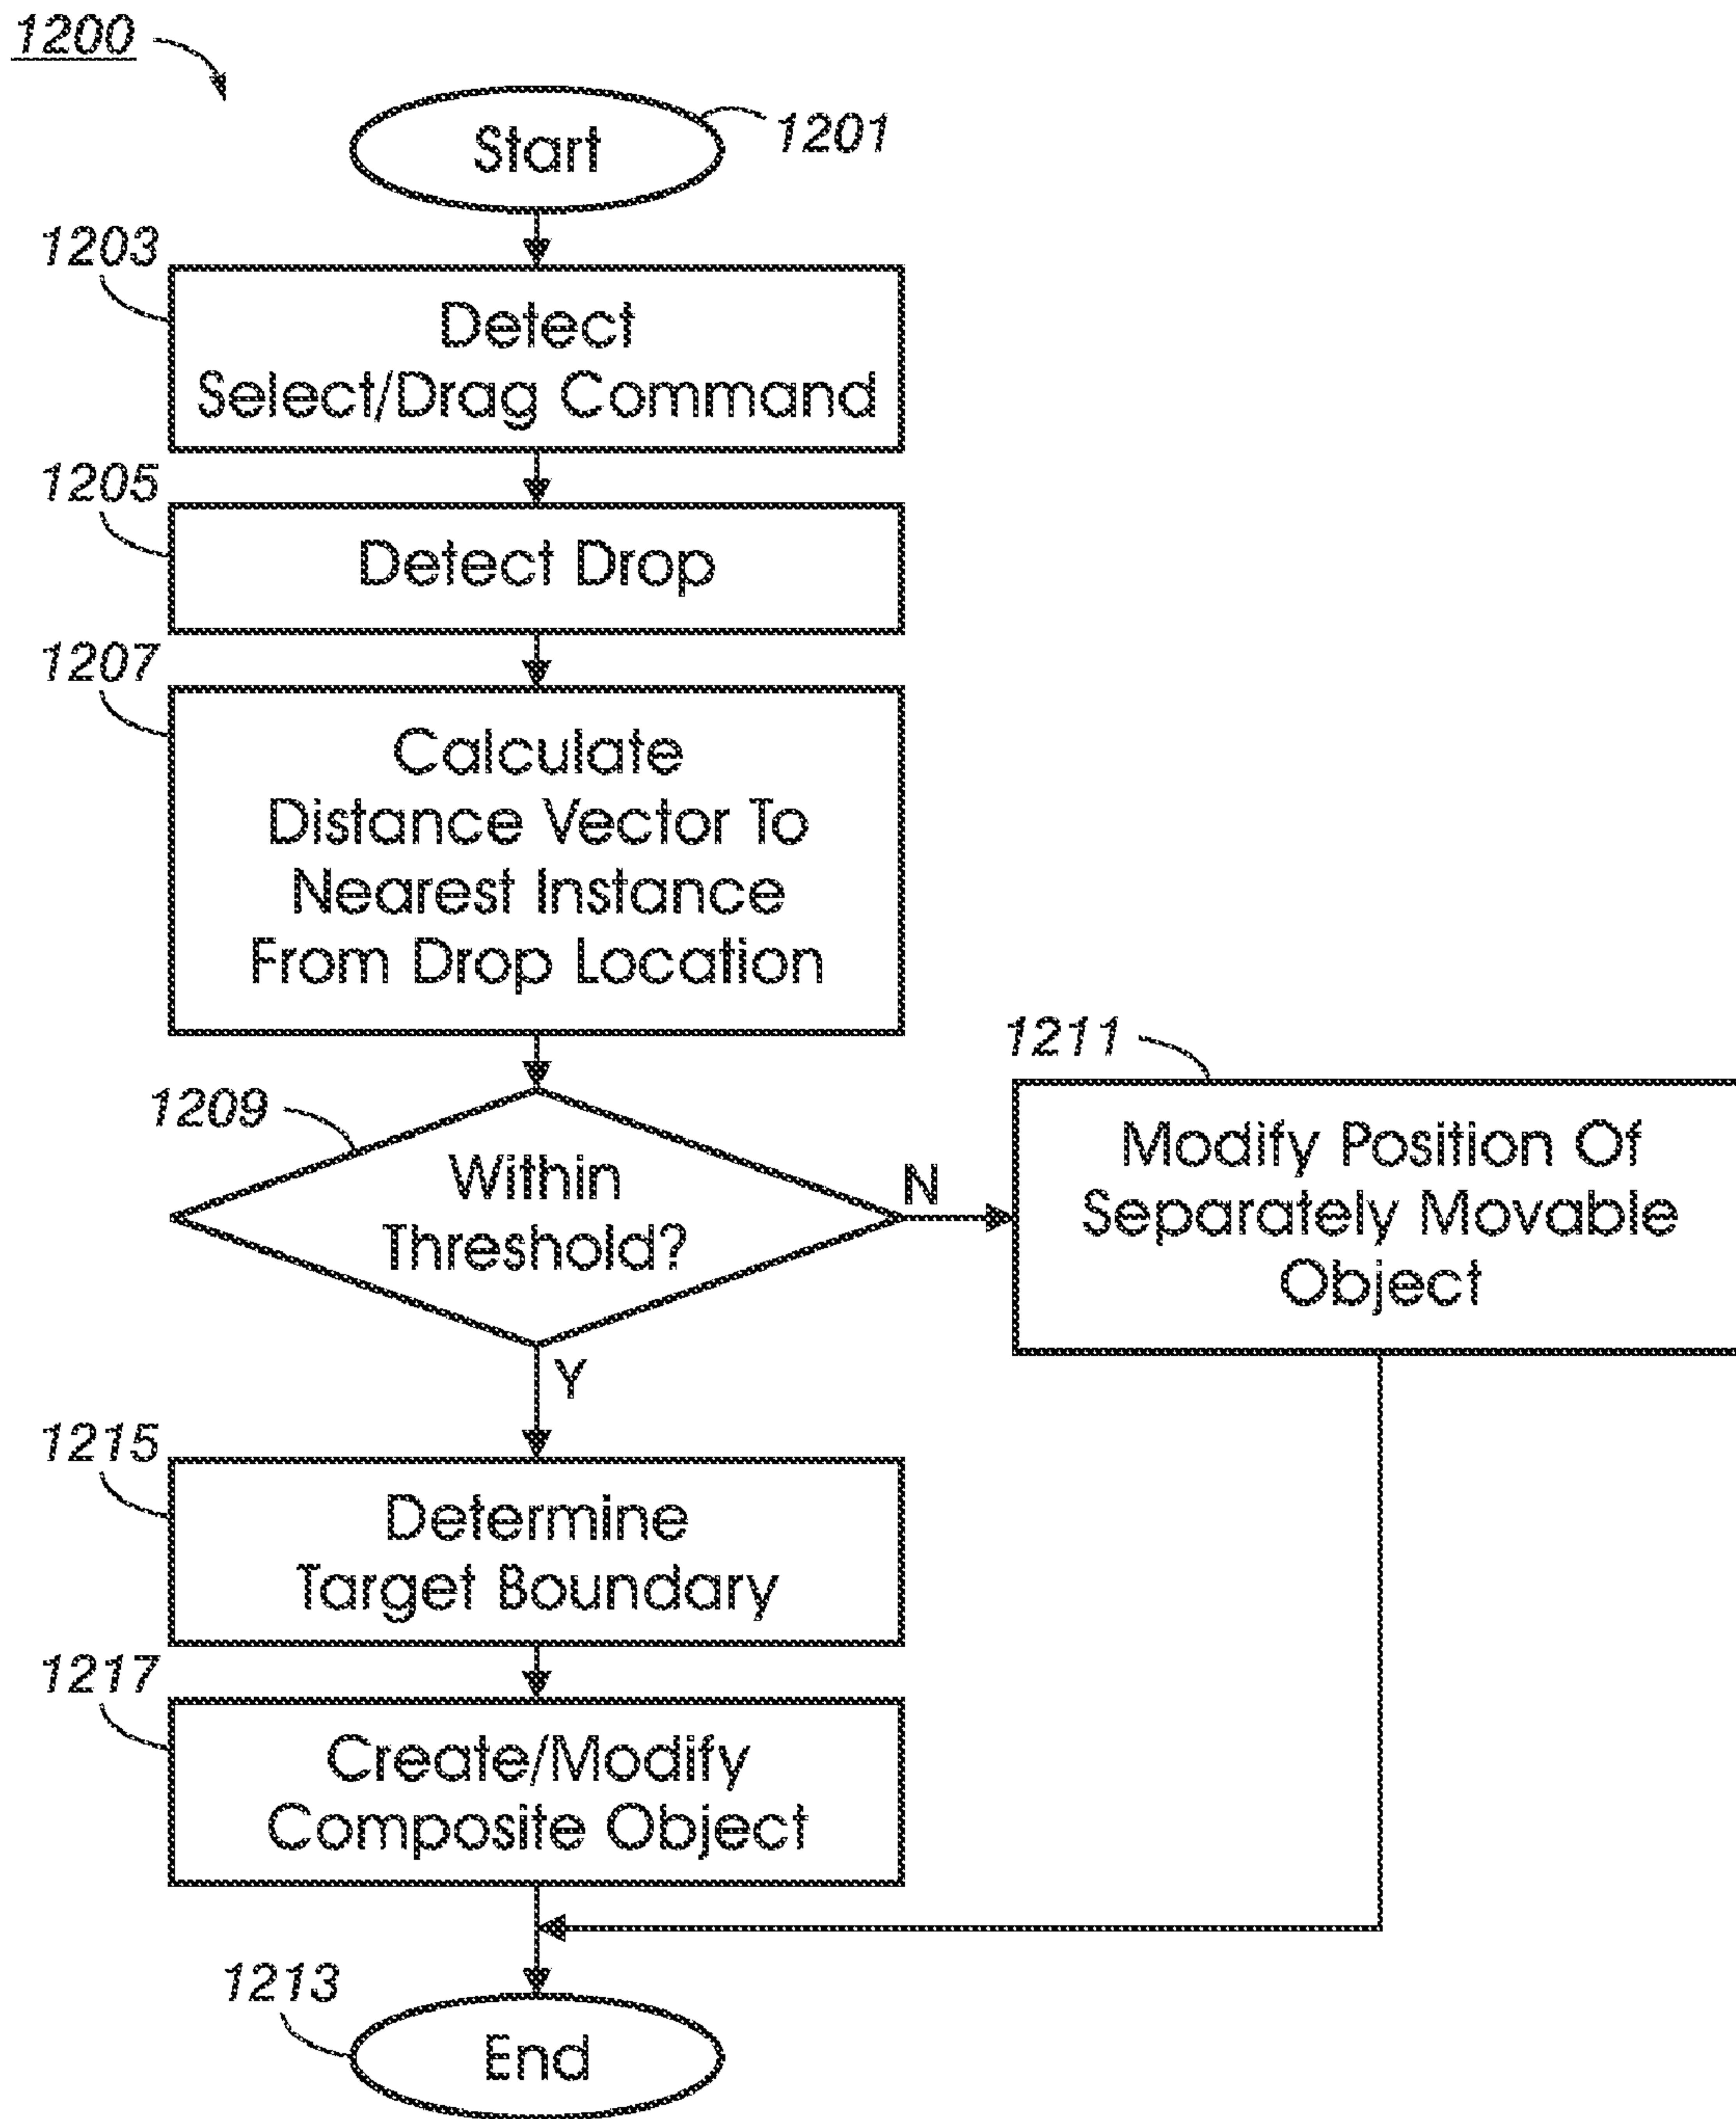 1200
Start
1201
1203
Detect
Select/Drag Command
1205
Detect Drop
1207
Calculate
Distance Vector To
Nearest Instance
From Drop Location
1209
Within
Threshold?
N
1211
Modify Position Of
Separately Movable
Object
Y
1215
Determine
Target Boundary
1217
Create/Modify
Composite Object
1213
End